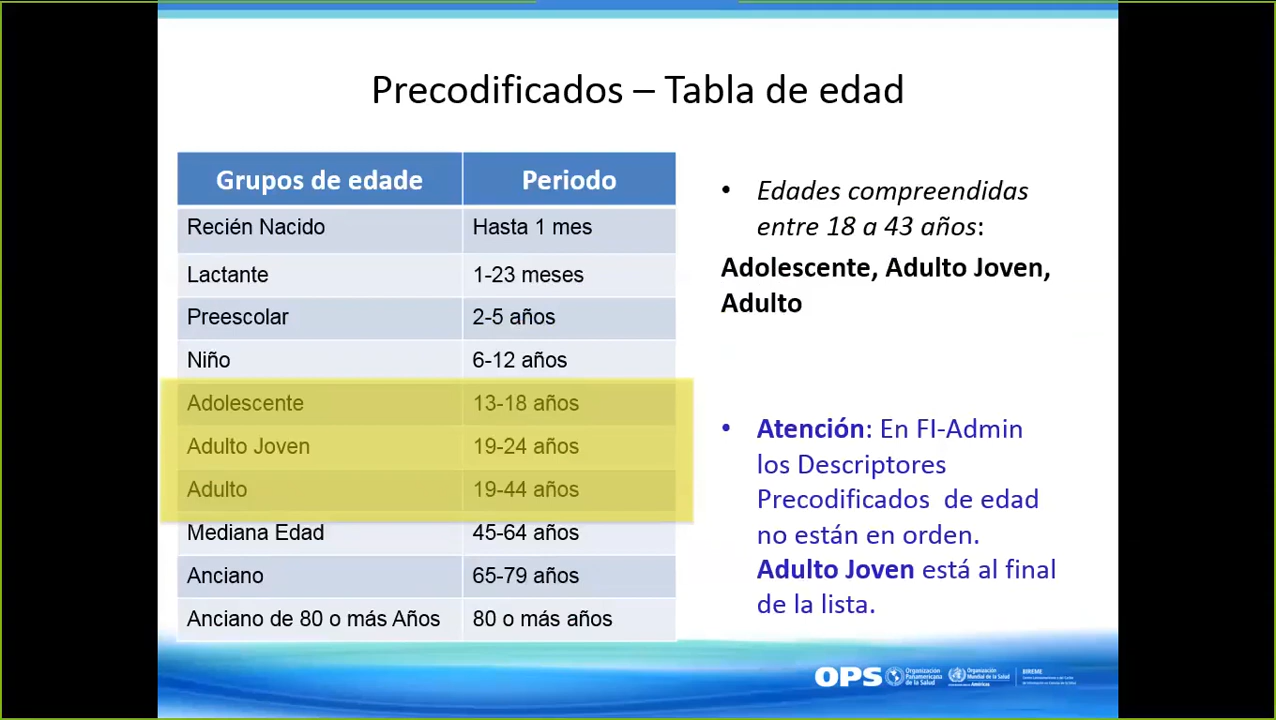 Precodificados – Tabla de edad
Grupos de edade Periodo
Recién Nacido Hasta 1 mes
Lactante 1-23 meses
Preescolar 2-5 años
Niño 6-12 años
Adolescente 13-18 años
Adulto Joven 19-24 años
Adulto 19-44 años
Mediana Edad 45-64 años
Anciano 65-79 años
Anciano de 80 o más Años 80 o más años
• Edades compreendidas
entre 18 a 43 años:
Adolescente, Adulto Joven,
Adulto
• Atención: En FI-Admin
los Descriptores
Precodificados de edad
no están en orden.
Adulto Joven está al final
de la lista.
OPS
Organización
Panamericana
de la Salud
Organización
Mundial de la Salud
Américas
BIREME